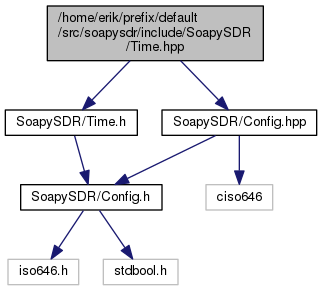 /home/erik/prefix/default
/src/soapysdr/include/SoapySDR
/Time.hpp
SoapySDR/Time.h
SoapySDR/Config.hpp
SoapySDR/Config.h
ciso646
iso646.h
stdbool.h